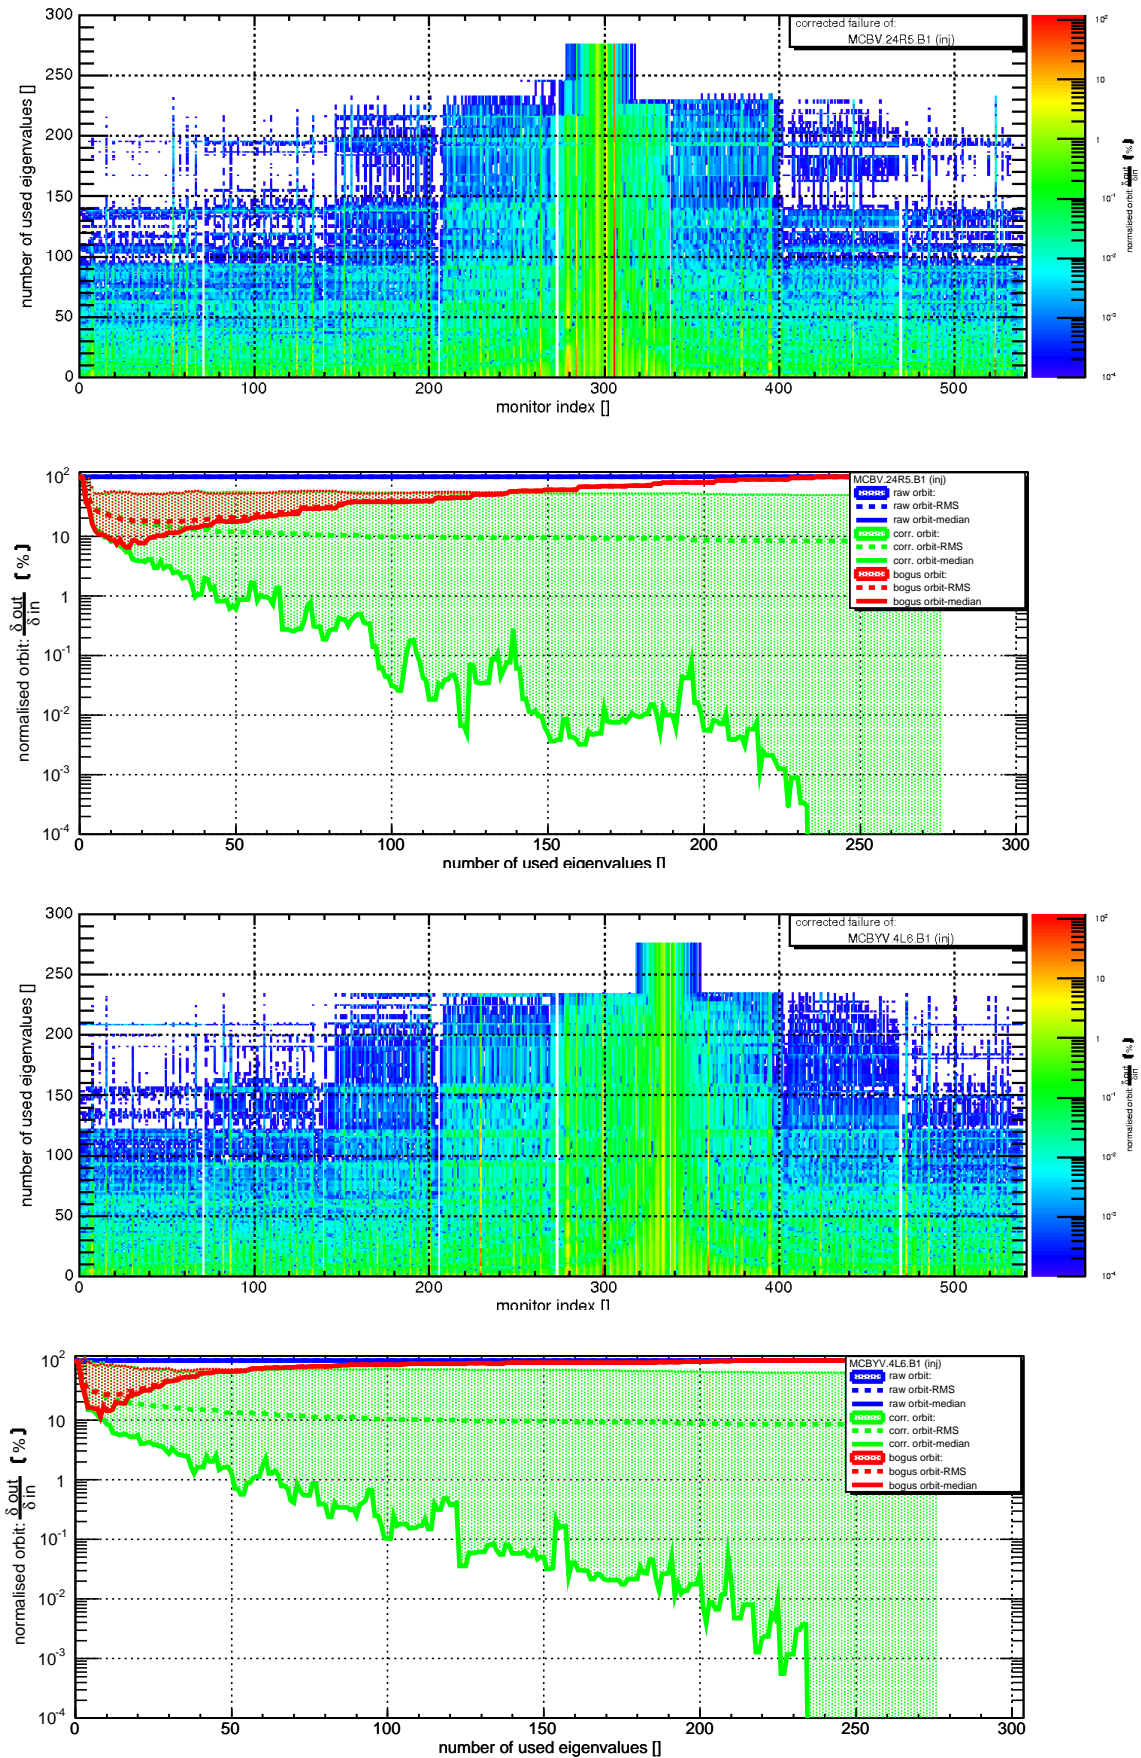 corrected failure of:
MCBV.24R5.B1 (inj)
300
250
200
150
100
50
0
number of used eigenvalues []
0 100 200 300 400 500
monitor index []
10²
10
1
10⁻¹
10⁻²
10⁻³
10⁻⁴
normalised orbit: δ out / δ in [%]
10²
10
1
10⁻¹
10⁻²
10⁻³
10⁻⁴
normalised orbit: δ out / δ in [%]
MCBV.24R5.B1 (inj)
raw orbit:
raw orbit-RMS
raw orbit-median
corr. orbit:
corr. orbit-RMS
corr. orbit-median
bogus orbit:
bogus orbit-RMS
bogus orbit-median
0 50 100 150 200 250 300
number of used eigenvalues []
corrected failure of:
MCBYV.4L6.B1 (inj)
300
250
200
150
100
50
0
number of used eigenvalues []
0 100 200 300 400 500
monitor index []
10²
10
1
10⁻¹
10⁻²
10⁻³
10⁻⁴
normalised orbit: δ out / δ in [%]
10²
10
1
10⁻¹
10⁻²
10⁻³
10⁻⁴
normalised orbit: δ out / δ in [%]
MCBYV.4L6.B1 (inj)
raw orbit:
raw orbit-RMS
raw orbit-median
corr. orbit:
corr. orbit-RMS
corr. orbit-median
bogus orbit:
bogus orbit-RMS
bogus orbit-median
0 50 100 150 200 250 300
number of used eigenvalues []